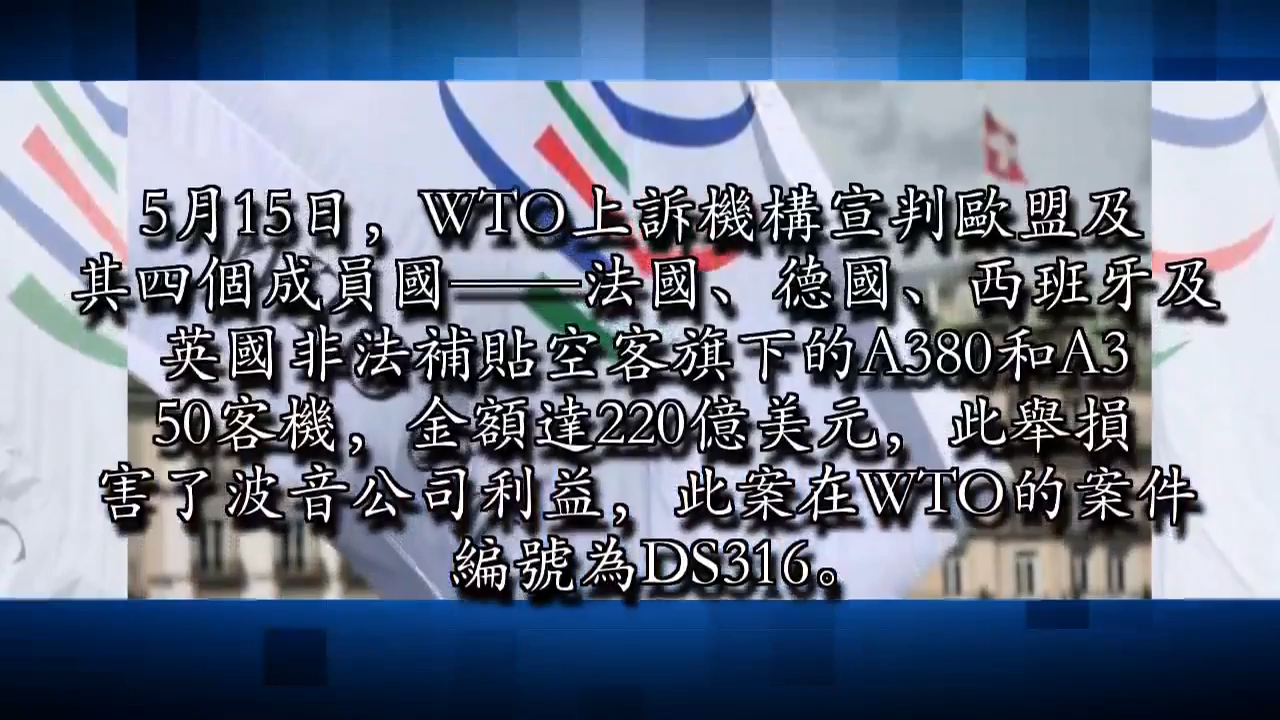 5月15日，WTO上訴機構宣判歐盟及
其四個成員國——法國、德國、西班牙及
英國非法補貼空客旗下的A380和A3
50客機，金額達220億美元，此舉損
害了波音公司利益，此案在WTO的案件
編號為DS316。